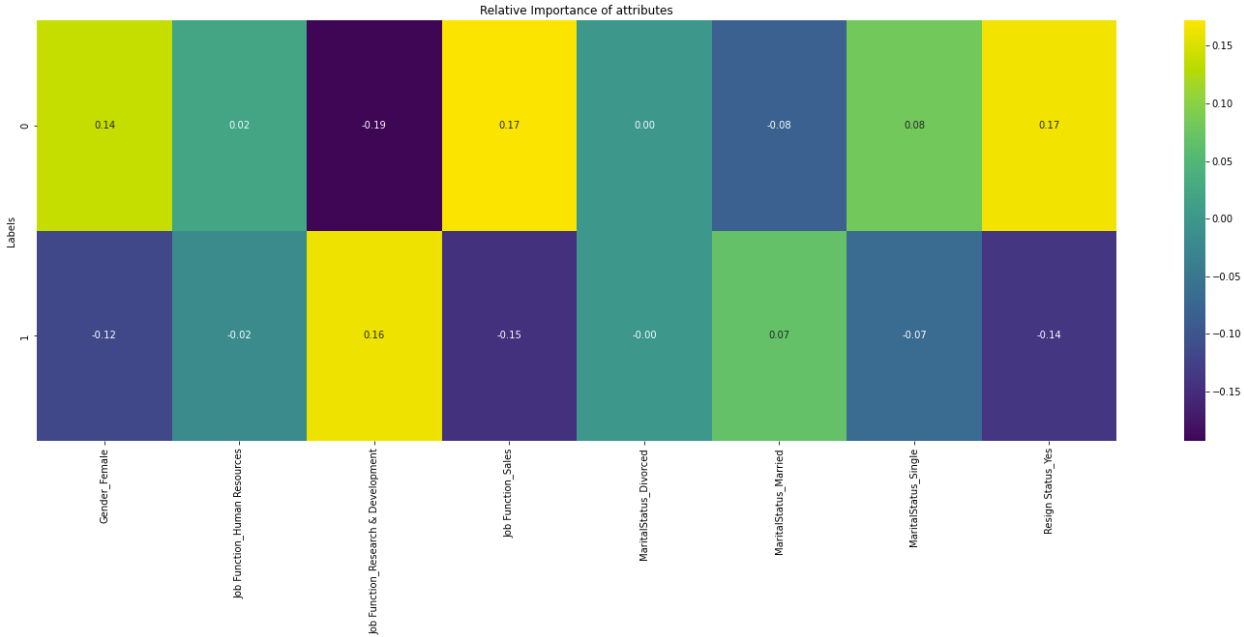 Relative Importance of attributes
Labels
0
0.14
0.02
-0.19
0.17
0.00
-0.08
0.08
0.17
1
-0.12
-0.02
0.16
-0.15
-0.00
0.07
-0.07
-0.14
Gender_Female
Job Function_Human Resources
Job Function_Research & Development
Job Function_Sales
MaritalStatus_Divorced
MaritalStatus_Married
MaritalStatus_Single
Resign Status_Yes
0.15
0.10
0.05
0.00
−0.05
−0.10
−0.15